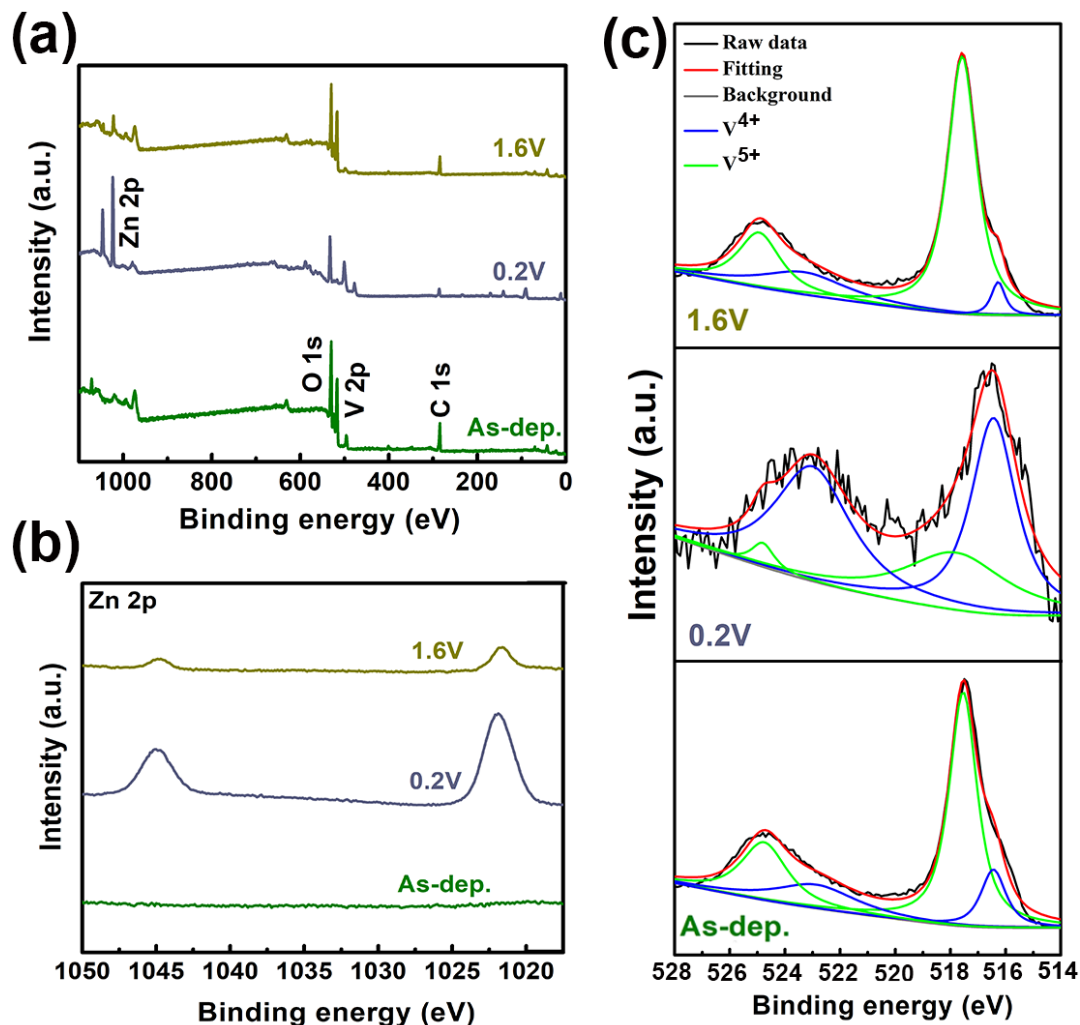 (a)
Intensity (a.u.)
1.6V
Zn 2p
0.2V
O 1s
V 2p
C 1s
As-dep.
1000 800 600 400 200 0
Binding energy (eV)
(b)
Zn 2p
Intensity (a.u.)
1.6V
0.2V
As-dep.
1050 1045 1040 1035 1030 1025 1020
Binding energy (eV)
(c)
Raw data
Fitting
Background
V4+
V5+
1.6V
Intensity (a.u.)
0.2V
As-dep.
528 526 524 522 520 518 516 514
Binding energy (eV)